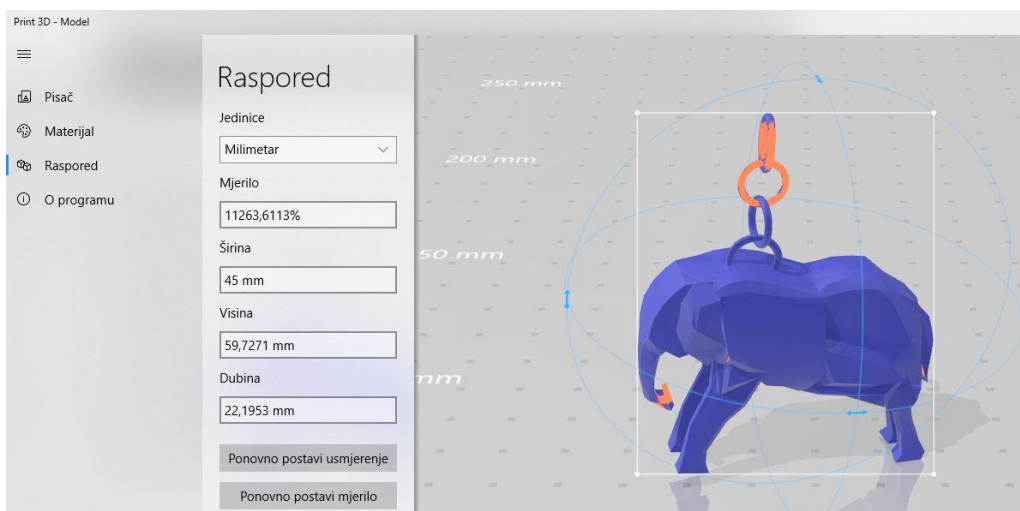 Print 3D - Model
Pisač
Materijal
Raspored
O programu
Raspored
Jedinice
Milimetar
Mjerilo
11263,6113%
Širina
45 mm
Visina
59,7271 mm
Dubina
22,1953 mm
Ponovno postavi usmjerenje
Ponovno postavi mjerilo
250 mm
200 mm
50 mm
mm